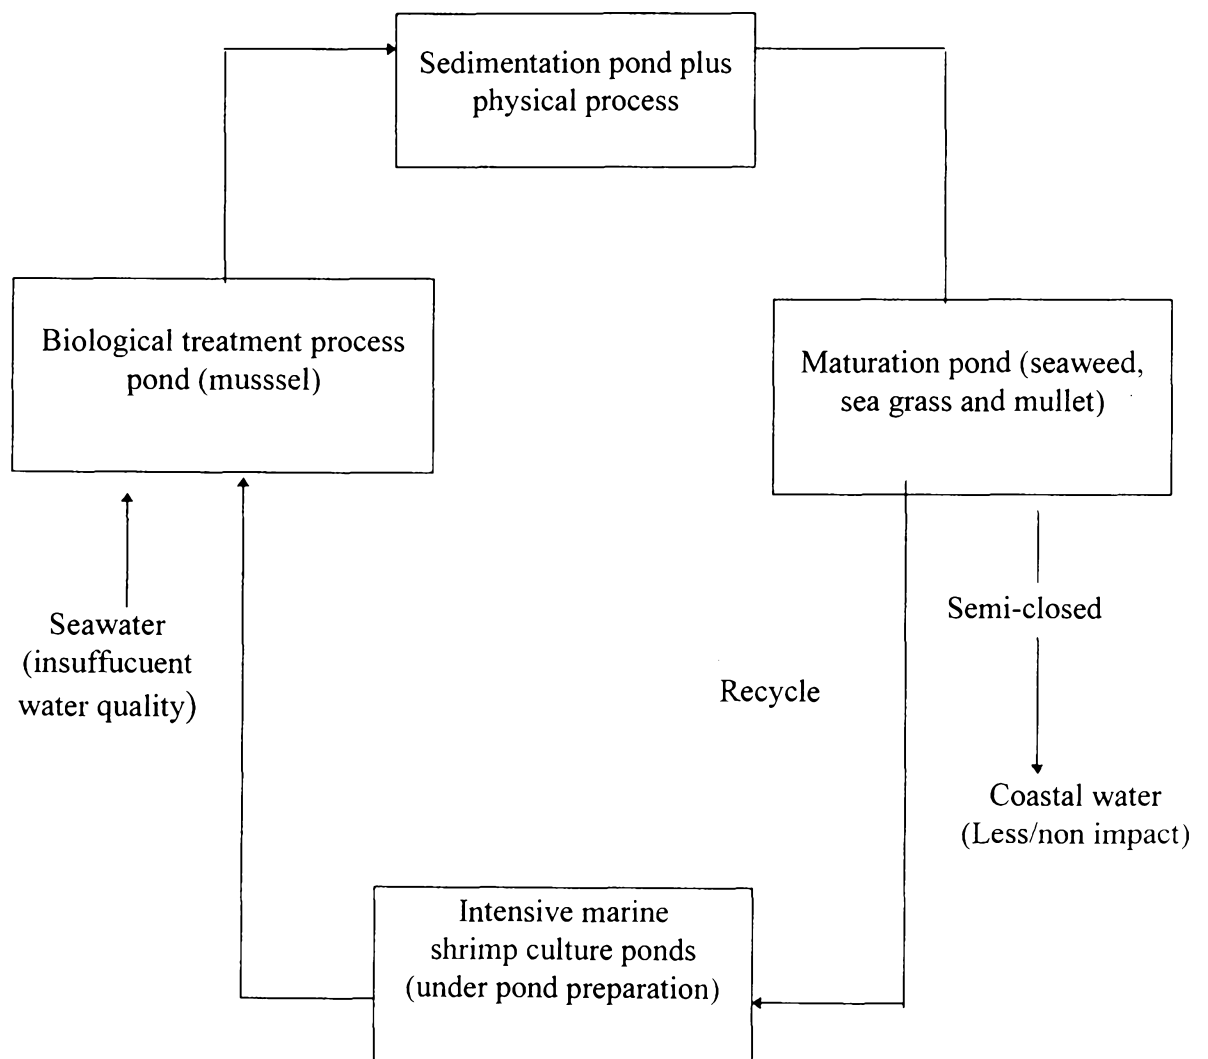 Sedimentation pond plus
physical process
Biological treatment process
pond (musssel)
Maturation pond (seaweed,
sea grass and mullet)
Seawater
(insuffucuent
water quality)
Semi-closed
Recycle
Coastal water
(Less/non impact)
Intensive marine
shrimp culture ponds
(under pond preparation)